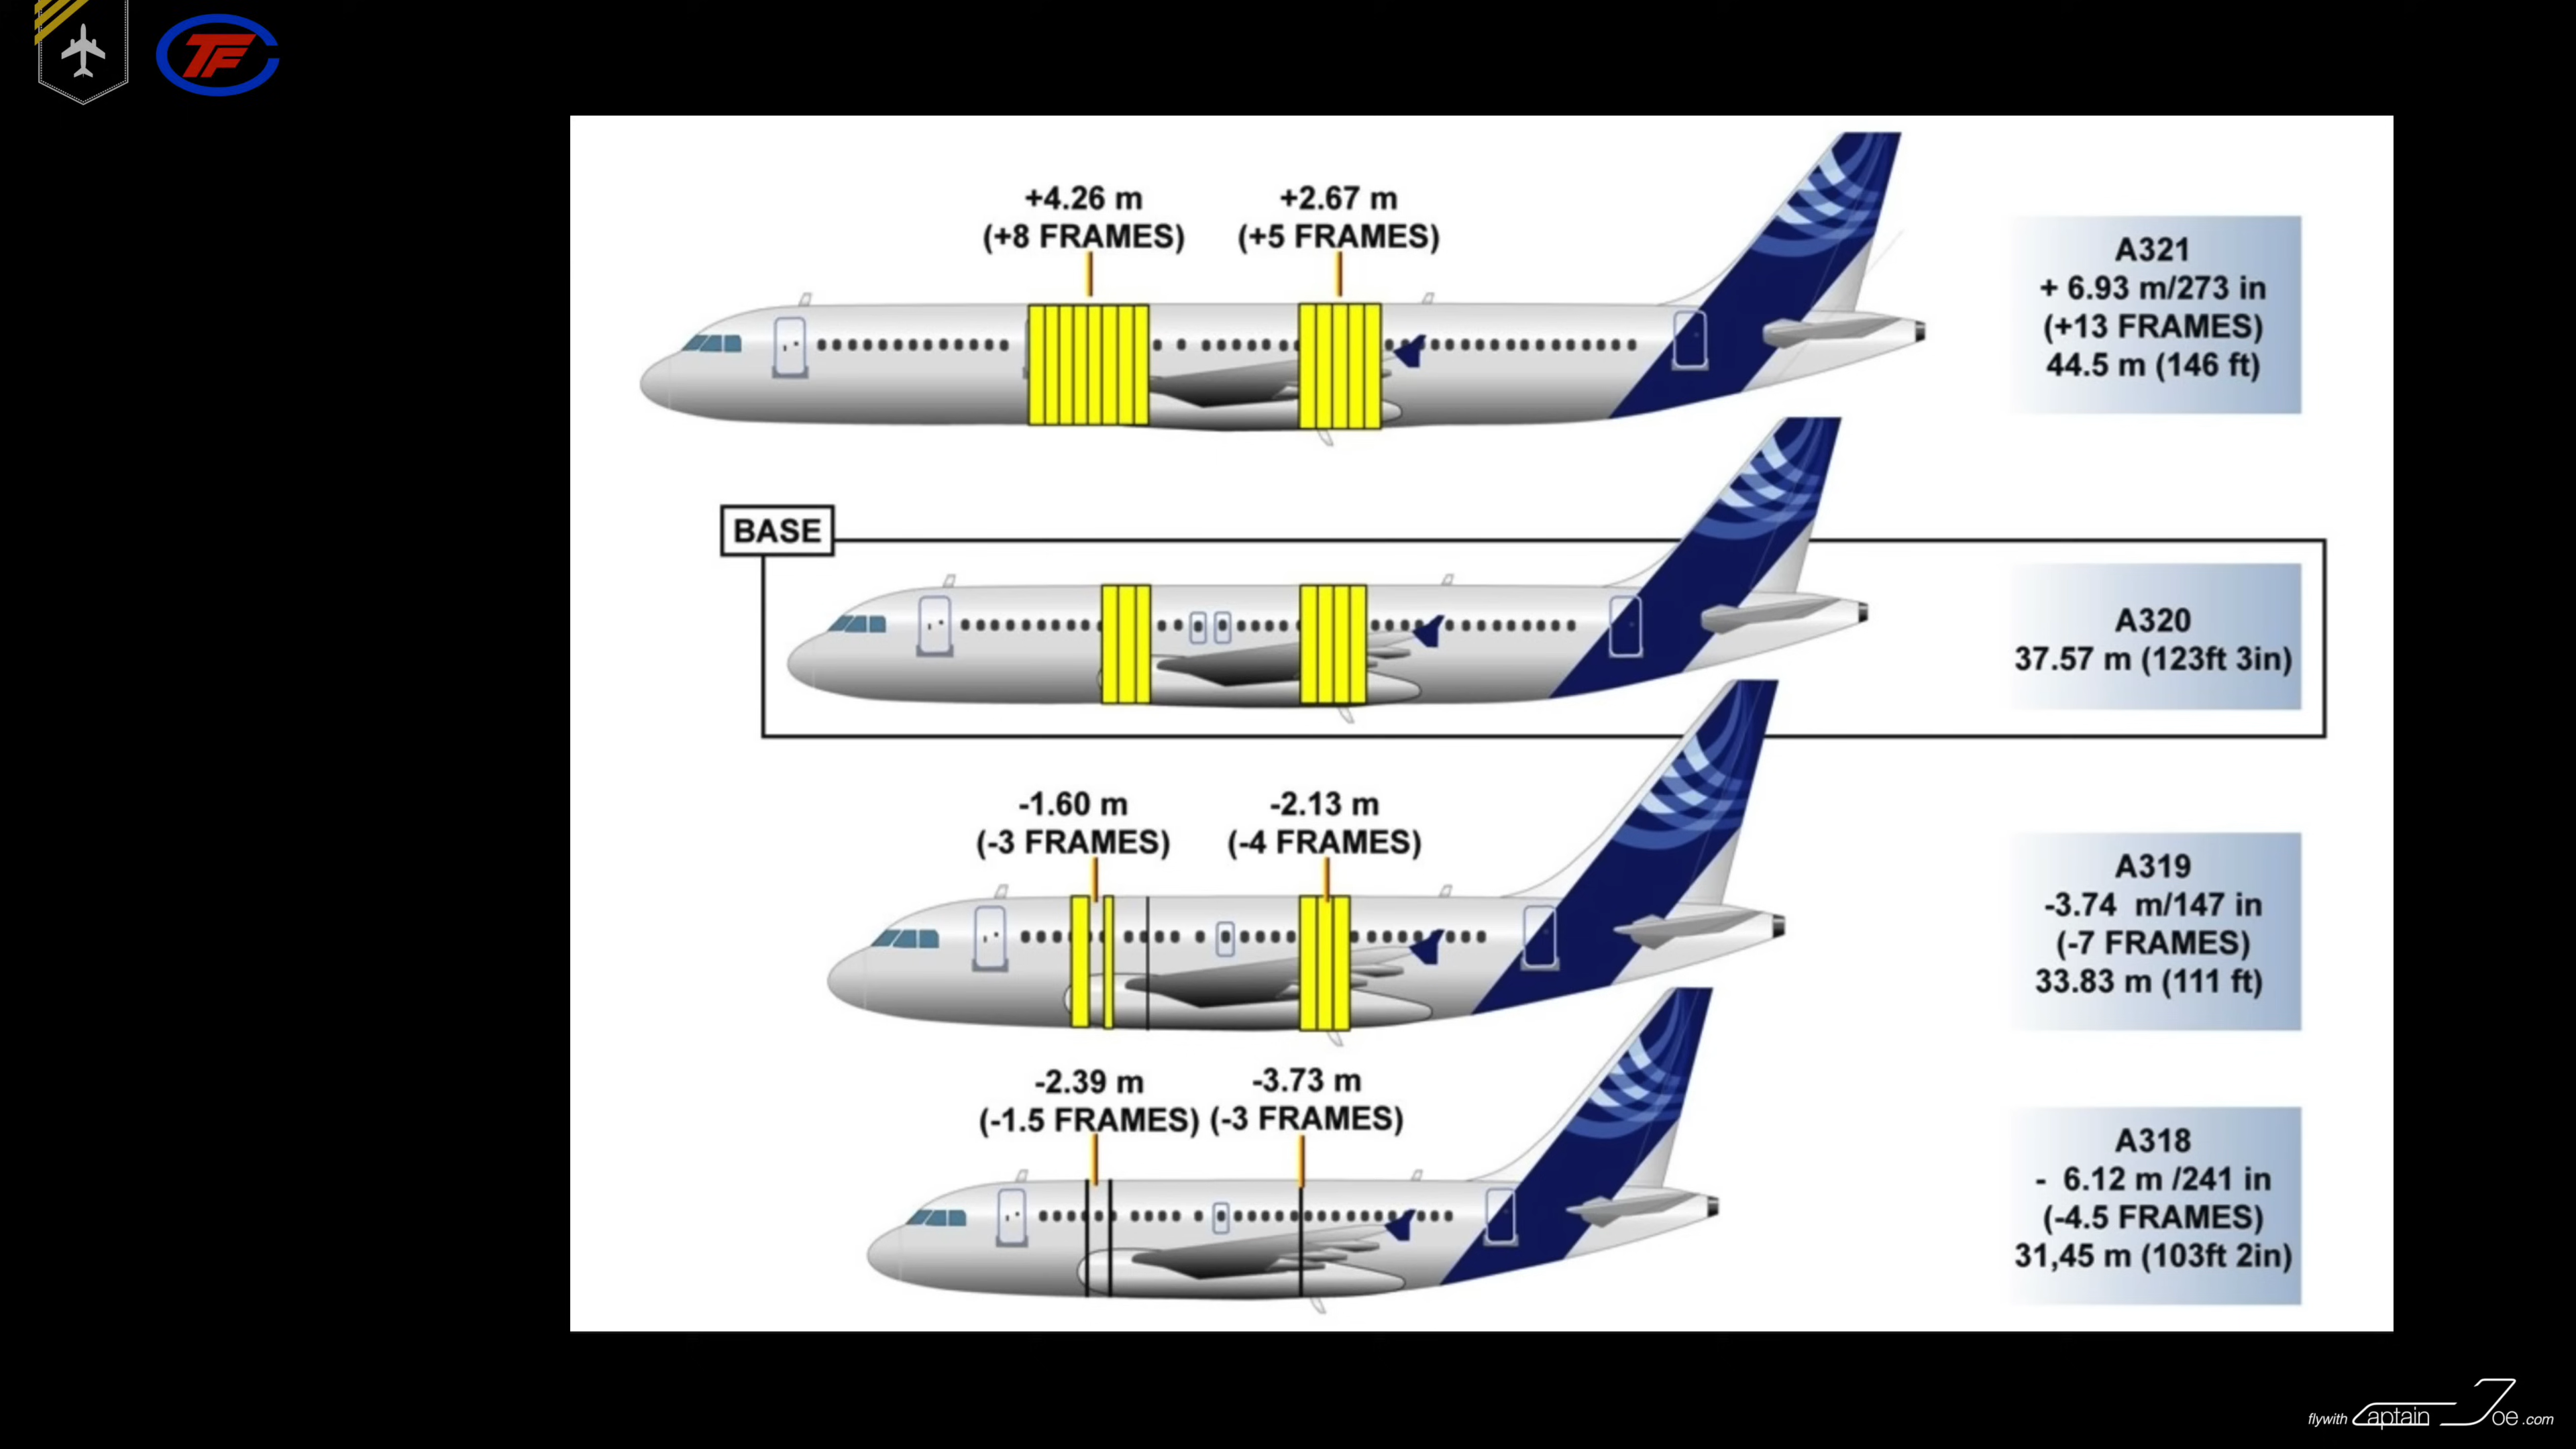 TF
+4.26 m
(+8 FRAMES)
+2.67 m
(+5 FRAMES)
A321
+ 6.93 m/273 in
(+13 FRAMES)
44.5 m (146 ft)
BASE
A320
37.57 m (123ft 3in)
-1.60 m
(-3 FRAMES)
-2.13 m
(-4 FRAMES)
A319
-3.74 m/147 in
(-7 FRAMES)
33.83 m (111 ft)
-2.39 m
(-1.5 FRAMES)
-3.73 m
(-3 FRAMES)
A318
- 6.12 m /241 in
(-4.5 FRAMES)
31,45 m (103ft 2in)
flywith Captain Joe .com